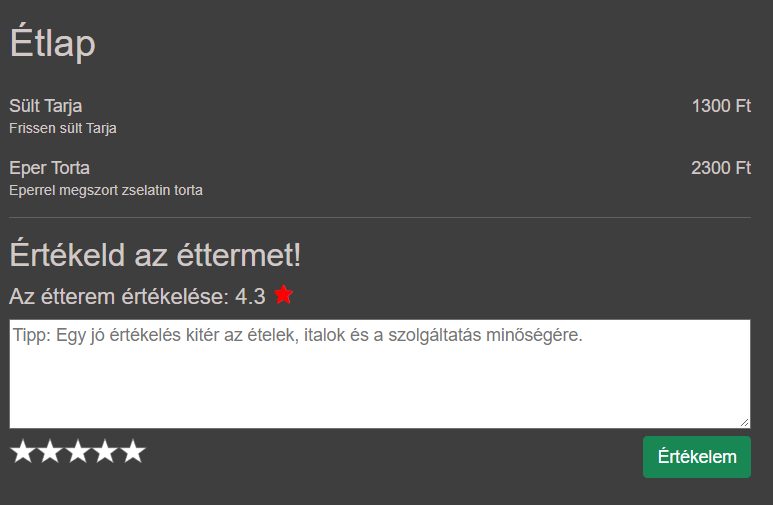 Étlap
Sült Tarja 1300 Ft
Frissen sült Tarja
Eper Torta 2300 Ft
Eperrel megszort zselatin torta
Értékeld az éttermet!
Az étterem értékelése: 4.3
Tipp: Egy jó értékelés kitér az ételek, italok és a szolgáltatás minőségére.
Értékelem